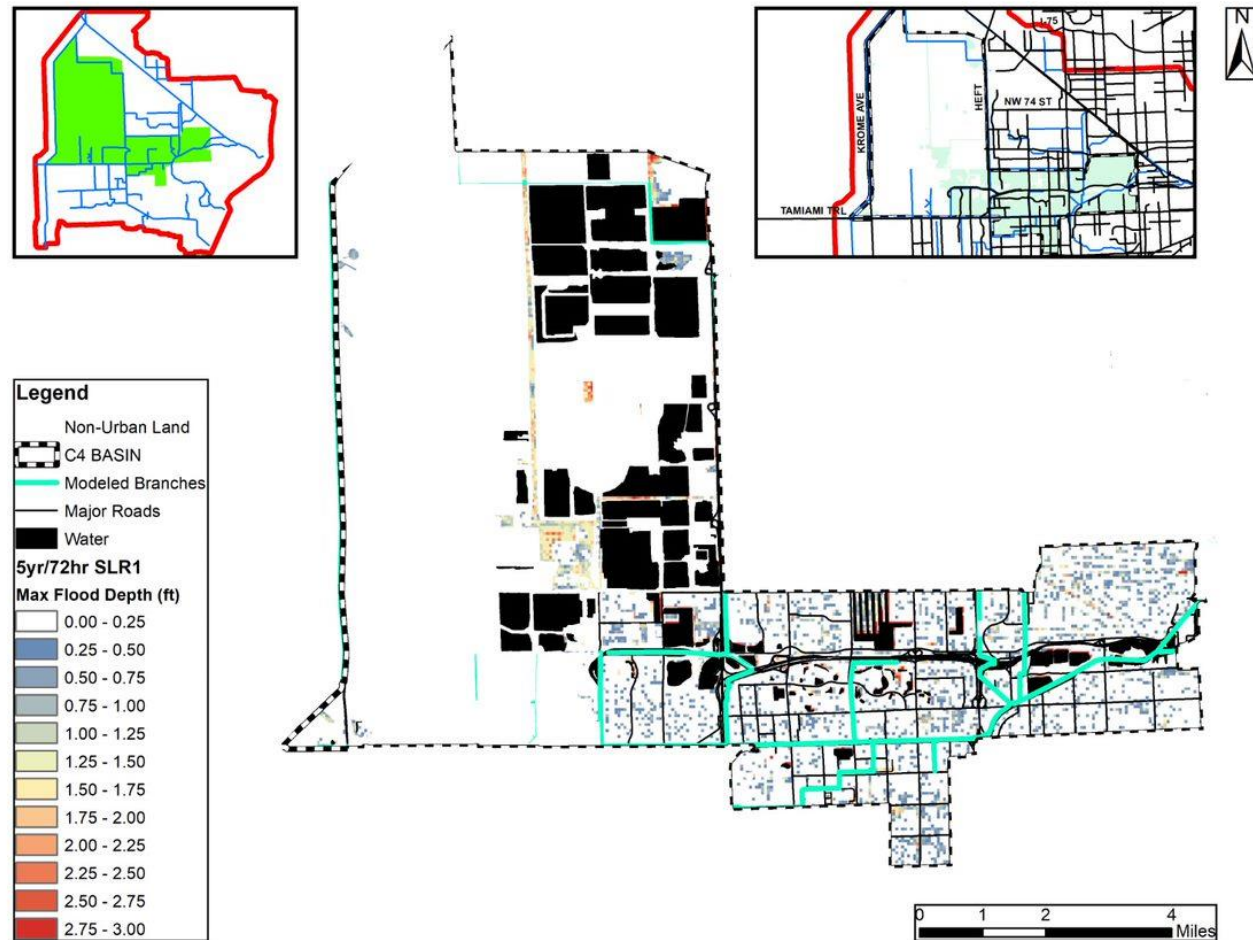 I-75
NW 74 ST
HEFT
KROME AVE
TAMIAMI TRL
N
Legend
Non-Urban Land
C4 BASIN
Modeled Branches
Major Roads
Water
5yr/72hr SLR1
Max Flood Depth (ft)
0.00 - 0.25
0.25 - 0.50
0.50 - 0.75
0.75 - 1.00
1.00 - 1.25
1.25 - 1.50
1.50 - 1.75
1.75 - 2.00
2.00 - 2.25
2.25 - 2.50
2.50 - 2.75
2.75 - 3.00
0 1 2 4
Miles